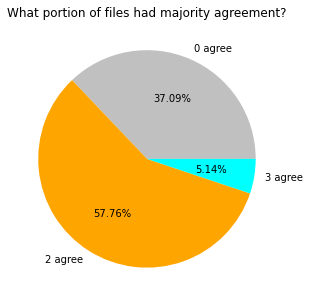 What portion of files had majority agreement?
0 agree
37.09%
5.14%
3 agree
57.76%
2 agree